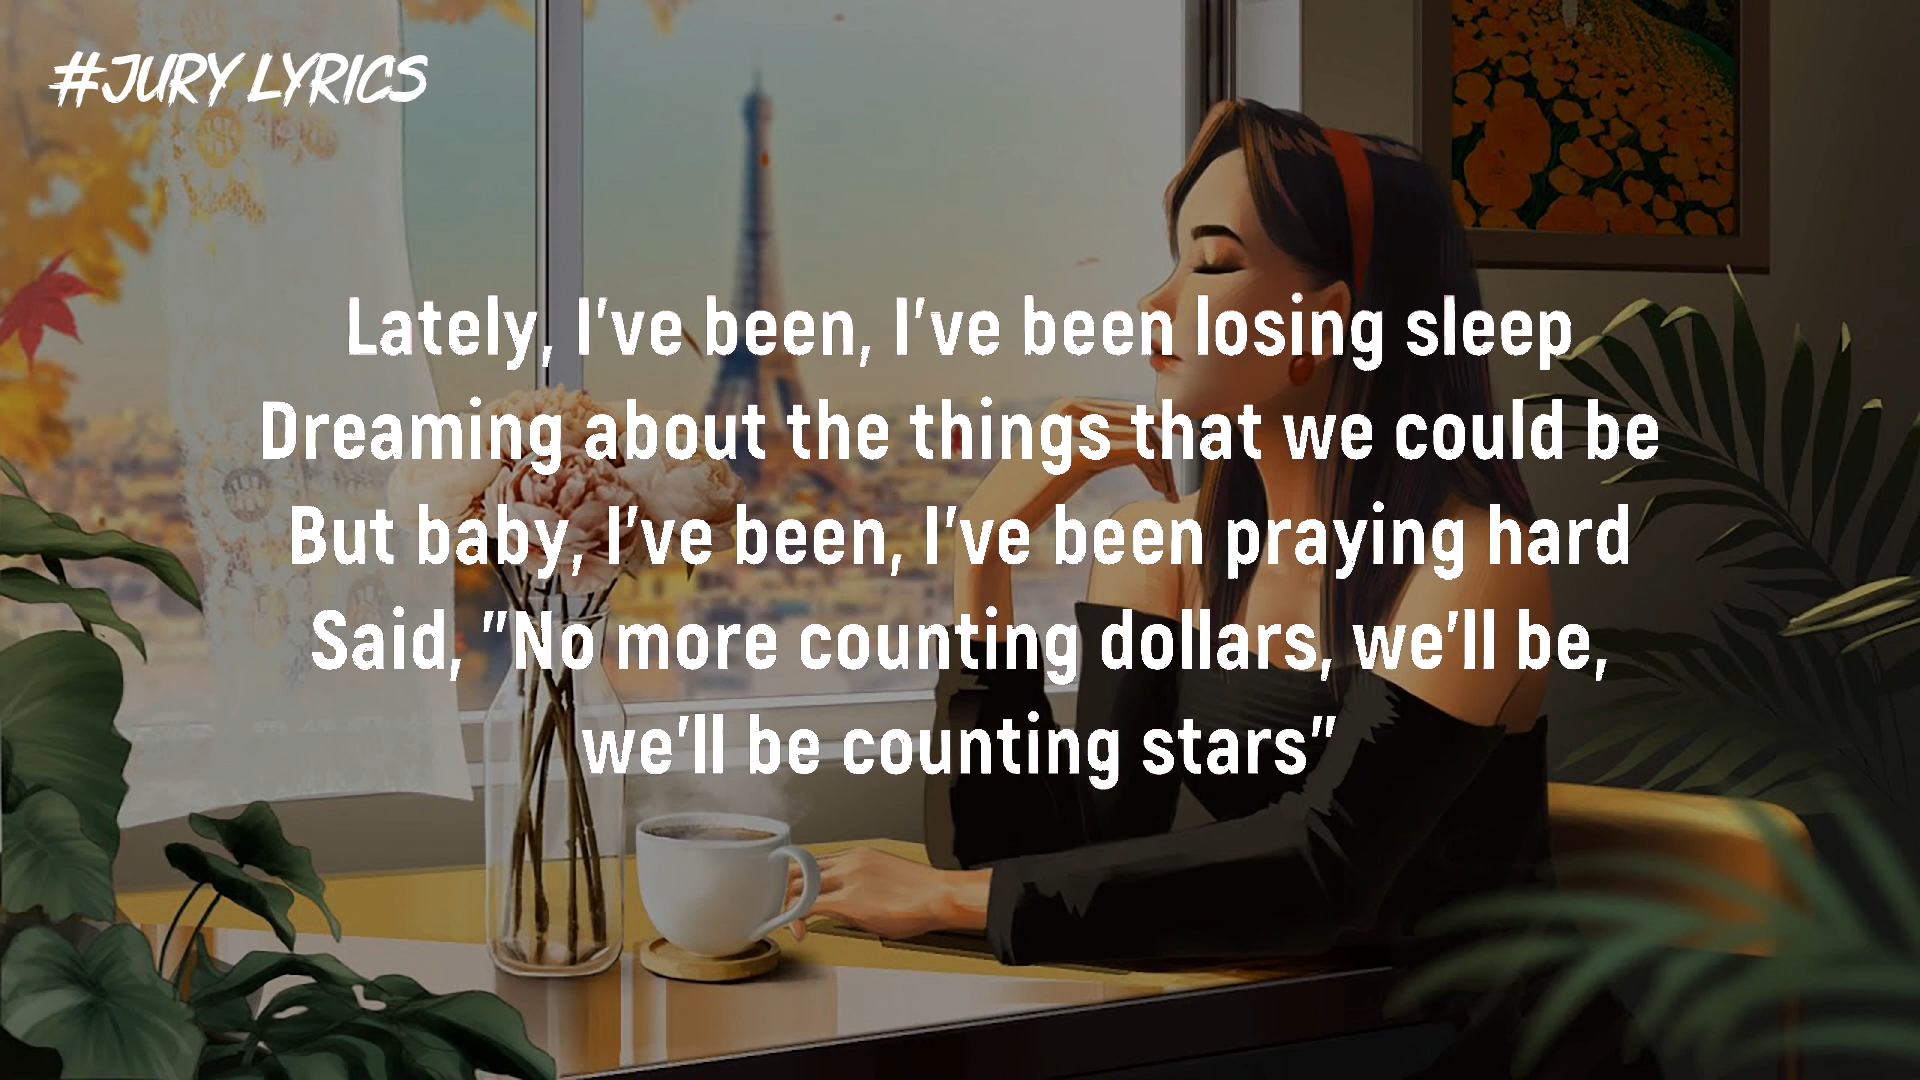 #JURY LYRICS
Lately, I've been, I've been losing sleep
Dreaming about the things that we could be
But baby, I've been, I've been praying hard
Said, "No more counting dollars, we'll be,
we'll be counting stars"